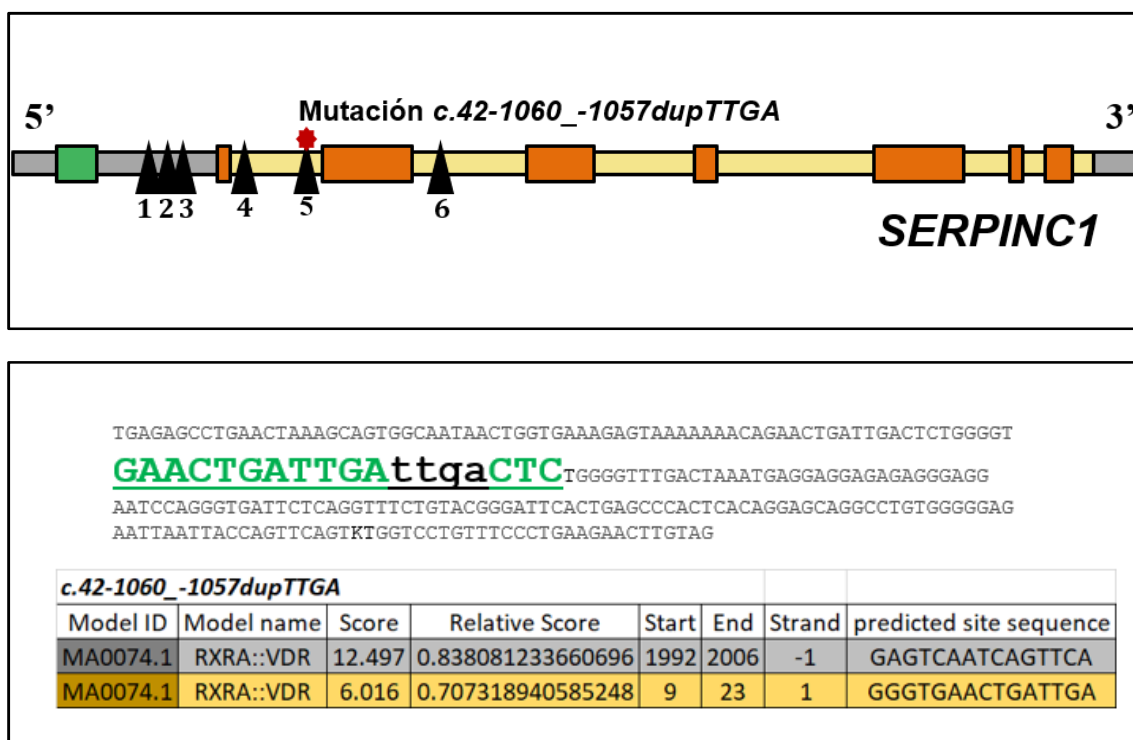 Mutación c.42-1060_-1057dupTTGA
5’ 3’
1 2 3 4 5 6
SERPINC1
TGAGAGCCTGAACTAAAGCAGTGGCAATAACTGGTGAAAGAGTAAAAAAACAGAACTGATTGACTCTGGGGT
GAACTGATTGAttgaCTCTGGGGTTTGACTAAATGAGGAGGAGAGAGGGAGG
AATCCAGGGTGATTCTCAGGTTTCTGTACGGGATTCACTGAGCCCACTCACAGGAGCAGGCCTGTGGGGGAG
AATTAATTACCAGTTCAGTKTGGTCCTGTTTCCCTGAAGAACTTGTAG
c.42-1060_-1057dupTTGA
Model ID Model name Score Relative Score Start End Strand predicted site sequence
MA0074.1 RXRA::VDR 12.497 0.838081233660696 1992 2006 -1 GAGTCAATCAGTTCA
MA0074.1 RXRA::VDR 6.016 0.707318940585248 9 23 1 GGGTGAACTGATTGA